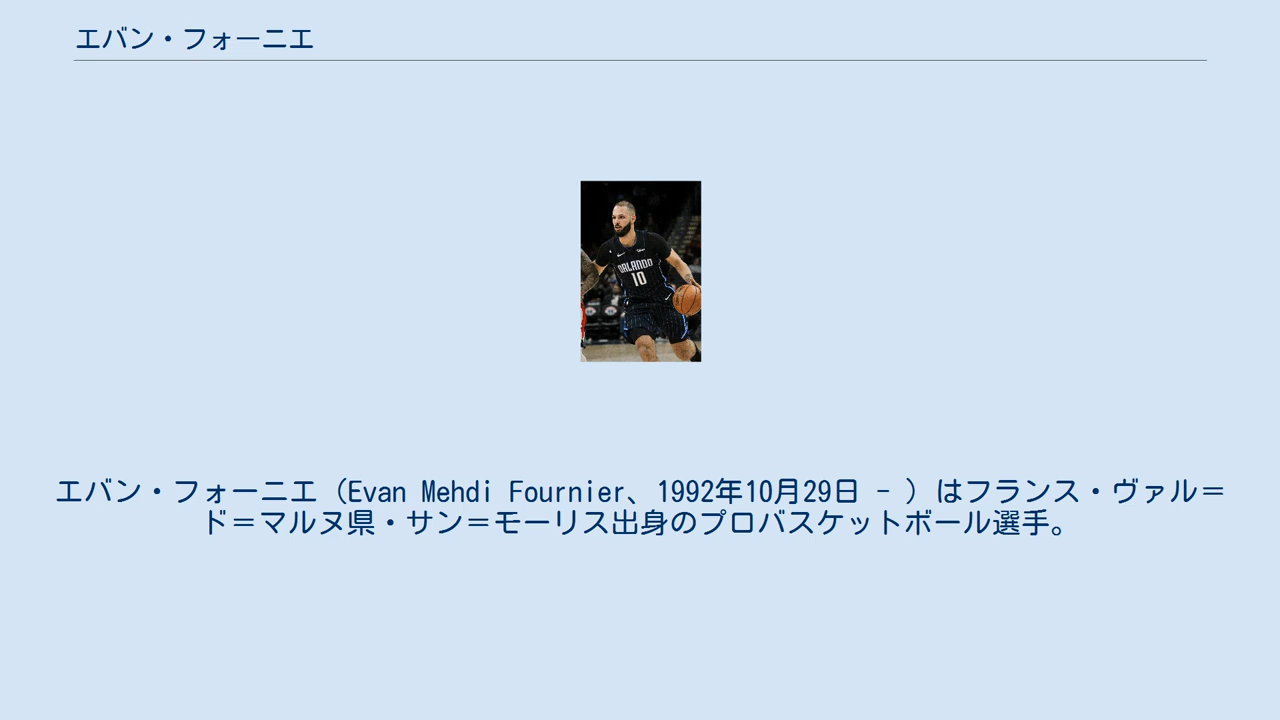 エバン・フォーニエ
ORLANDO
10
エバン・フォーニエ（Evan Mehdi Fournier、1992年10月29日 - ）はフランス・ヴァル＝
ド＝マルヌ県・サン＝モーリス出身のプロバスケットボール選手。